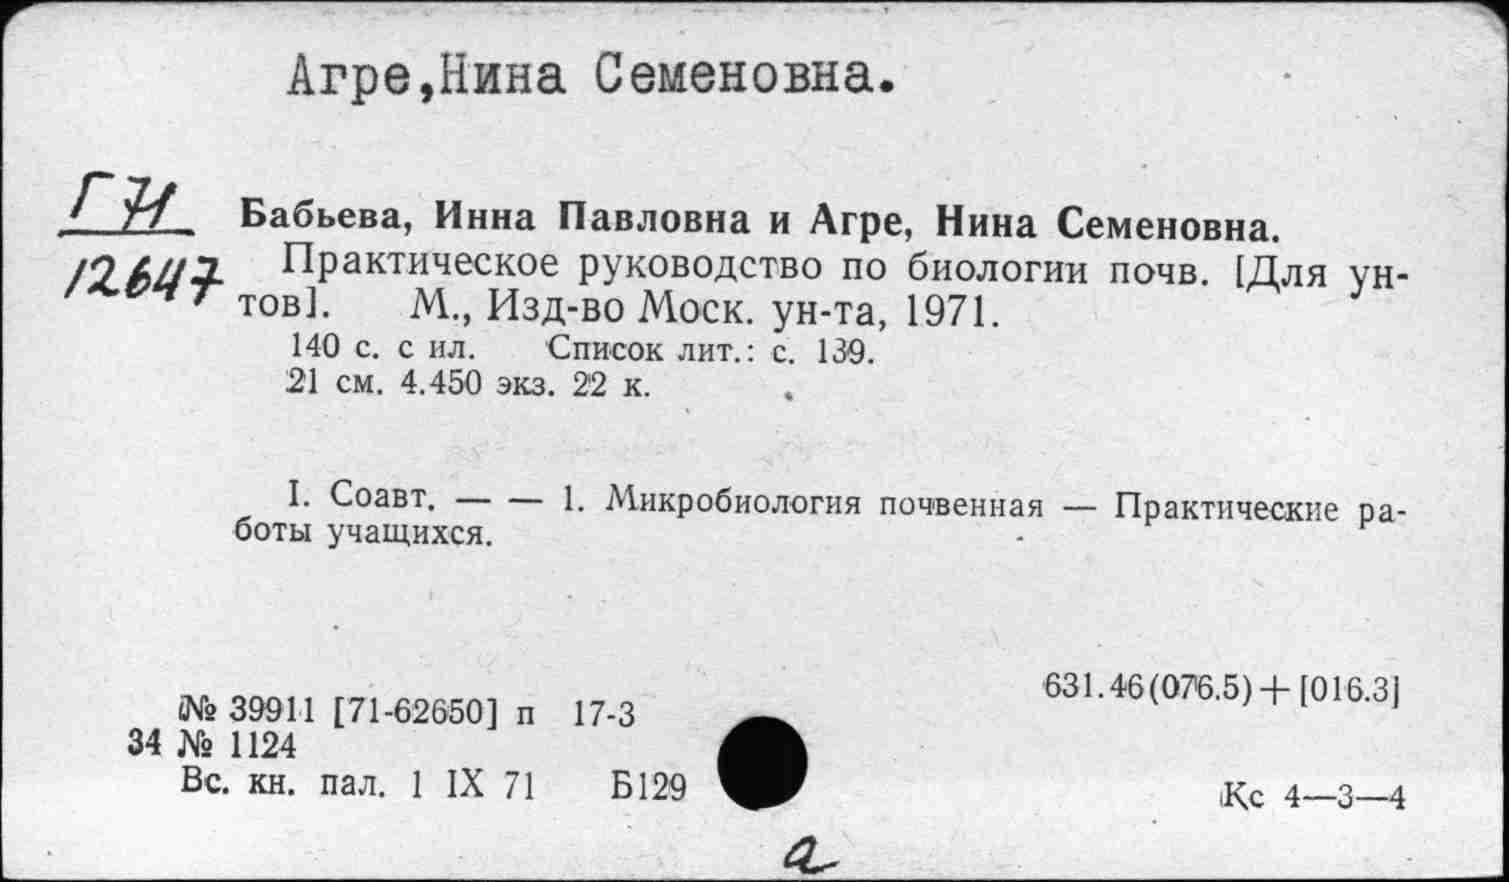 Агре,Нина Семеновна.
ГИ
12647
Бабьева, Инна Павловна и Агре, Нина Семеновна.
Практическое руководство по биологии почв. [Для ун-
тов]. М., Изд-во Моск. ун-та, 1971.
140 с. с ил. Список лит.: с. 139.
21 см. 4.450 экз. 22 к.
I. Соавт. — — 1. Микробиология почвенная — Практические ра-
боты учащихся.
631.46(076.5)+[016.3]
№ 39911 [71-62650] п 17-3
34 № 1124
Вс. кн. пал. 1 IX 71 Б129
Кс 4—3—4
а